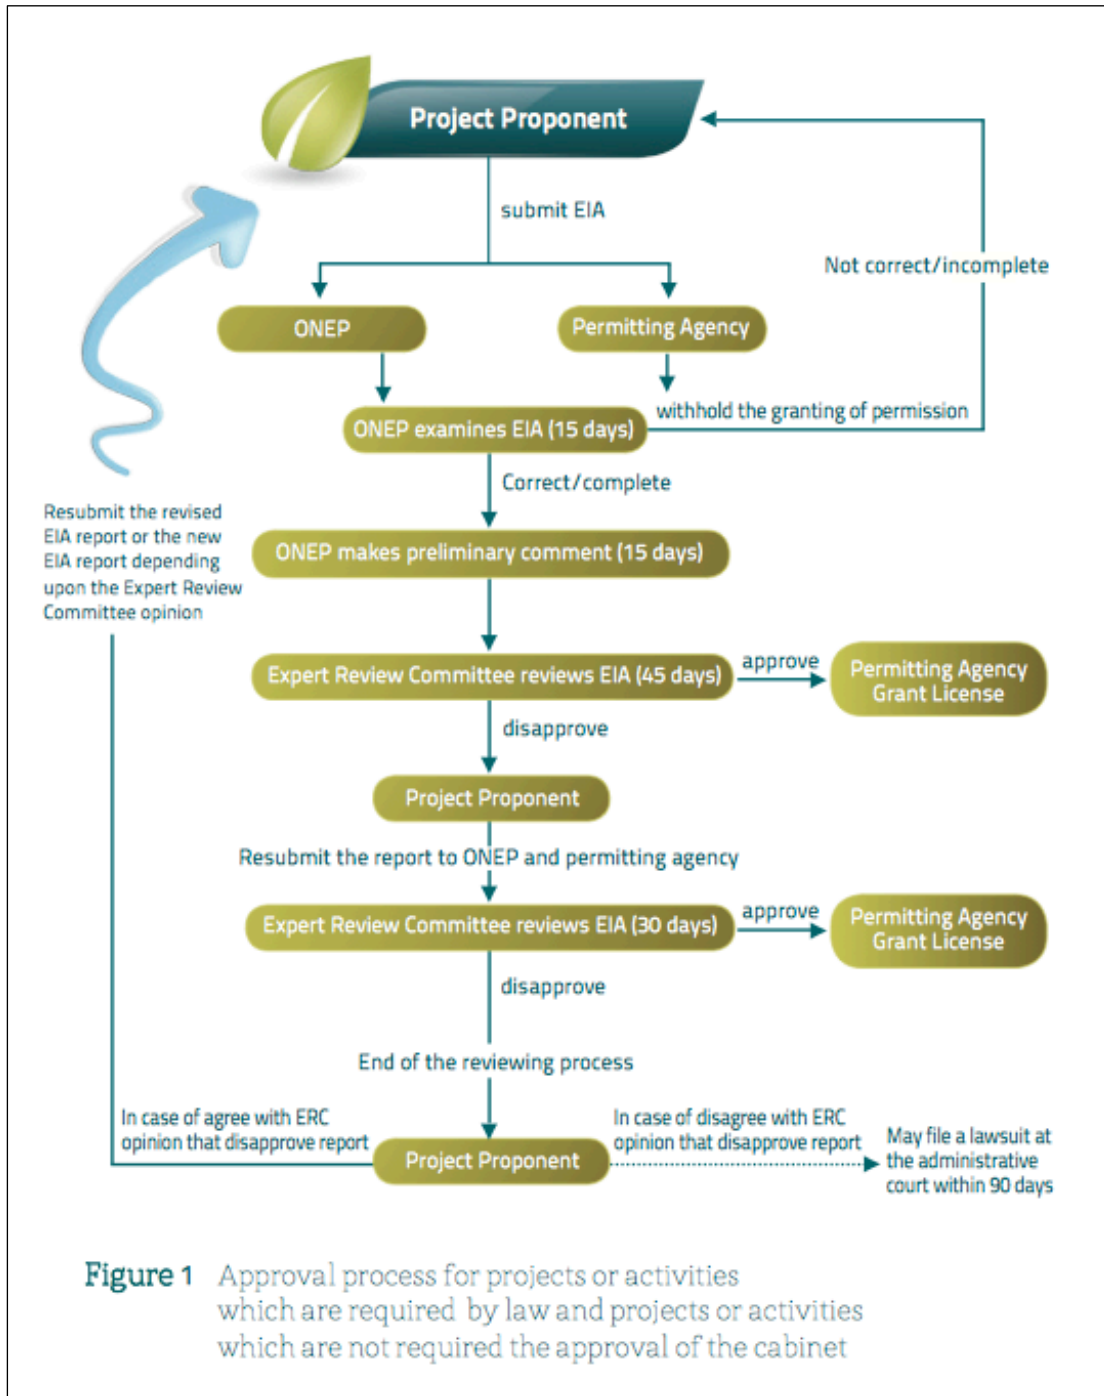 Project Proponent
submit EIA
Not correct/incomplete
ONEP
Permitting Agency
withhold the granting of permission
ONEP examines EIA (15 days)
Correct/complete
Resubmit the revised
EIA report or the new
EIA report depending
upon the Expert Review
Committee opinion
ONEP makes preliminary comment (15 days)
Expert Review Committee reviews EIA (45 days)
approve
Permitting Agency
Grant License
disapprove
Project Proponent
Resubmit the report to ONEP and permitting agency
Expert Review Committee reviews EIA (30 days)
approve
Permitting Agency
Grant License
disapprove
End of the reviewing process
In case of agree with ERC
opinion that disapprove report
Project Proponent
In case of disagree with ERC
opinion that disapprove report
May file a lawsuit at
the administrative
court within 90 days
Figure 1 Approval process for projects or activities
which are required by law and projects or activities
which are not required the approval of the cabinet